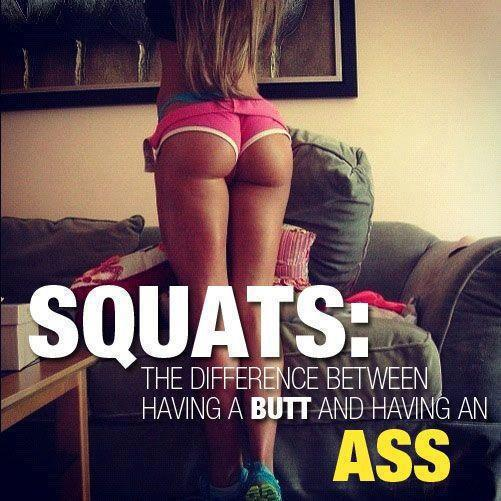 SQUATS:
THE DIFFERENCE BETWEEN
HAVING A BUTT AND HAVING AN
ASS